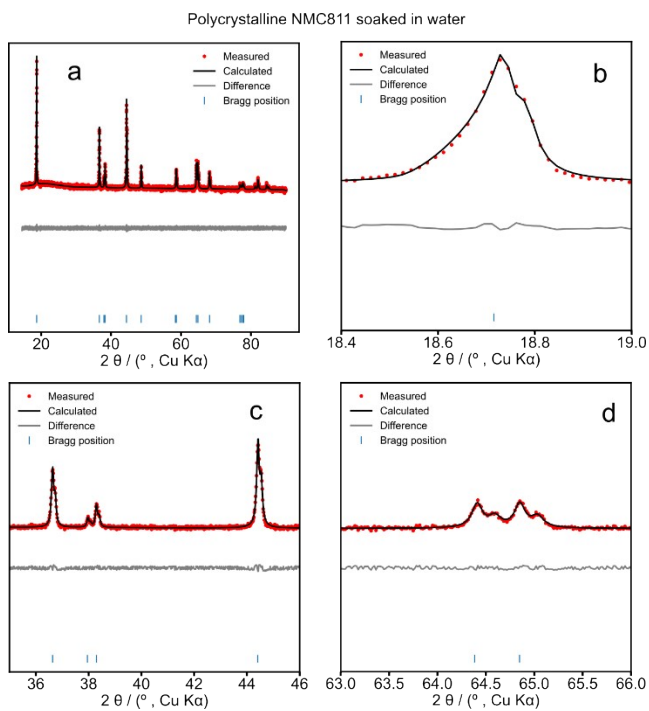 Polycrystalline NMC811 soaked in water
a
Measured
Calculated
Difference
Bragg position
20 40 60 80
2 θ / (º , Cu Kα)
b
Measured
Calculated
Difference
Bragg position
18.4 18.6 18.8 19.0
2 θ / (º , Cu Kα)
c
Measured
Calculated
Difference
Bragg position
36 38 40 42 44 46
2 θ / (º , Cu Kα)
d
Measured
Calculated
Difference
Bragg position
63.0 63.5 64.0 64.5 65.0 65.5 66.0
2 θ / (º , Cu Kα)